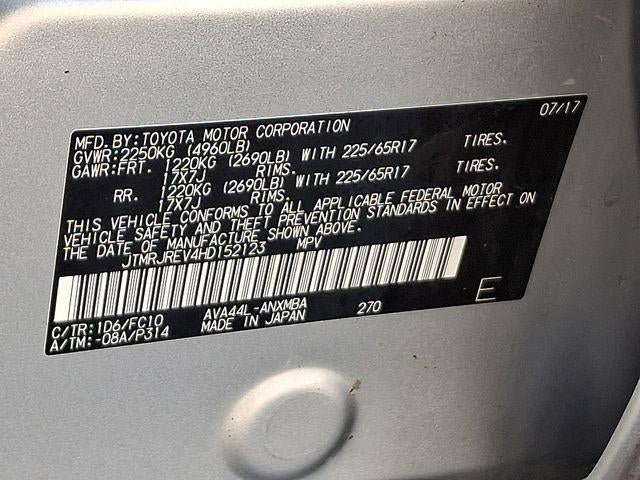 07/17
MFD. BY: TOYOTA MOTOR CORPORATION
GVWR: 2250KG (4960LB)
GAWR: FRT. 1220KG (2690LB) WITH 225/65R17 TIRES.
17X7J RIMS.
RR. 1220KG (2690LB) WITH 225/65R17 TIRES.
17X7J RIMS.
THIS VEHICLE CONFORMS TO ALL APPLICABLE FEDERAL MOTOR
VEHICLE SAFETY AND THEFT PREVENTION STANDARDS IN EFFECT ON
THE DATE OF MANUFACTURE SHOWN ABOVE.
JTMRJREV4HD152123 MPV
C/TR: 1D6/FC10 AVA44L-ANXMBA 270 E
A/TM: -08A/P314 MADE IN JAPAN